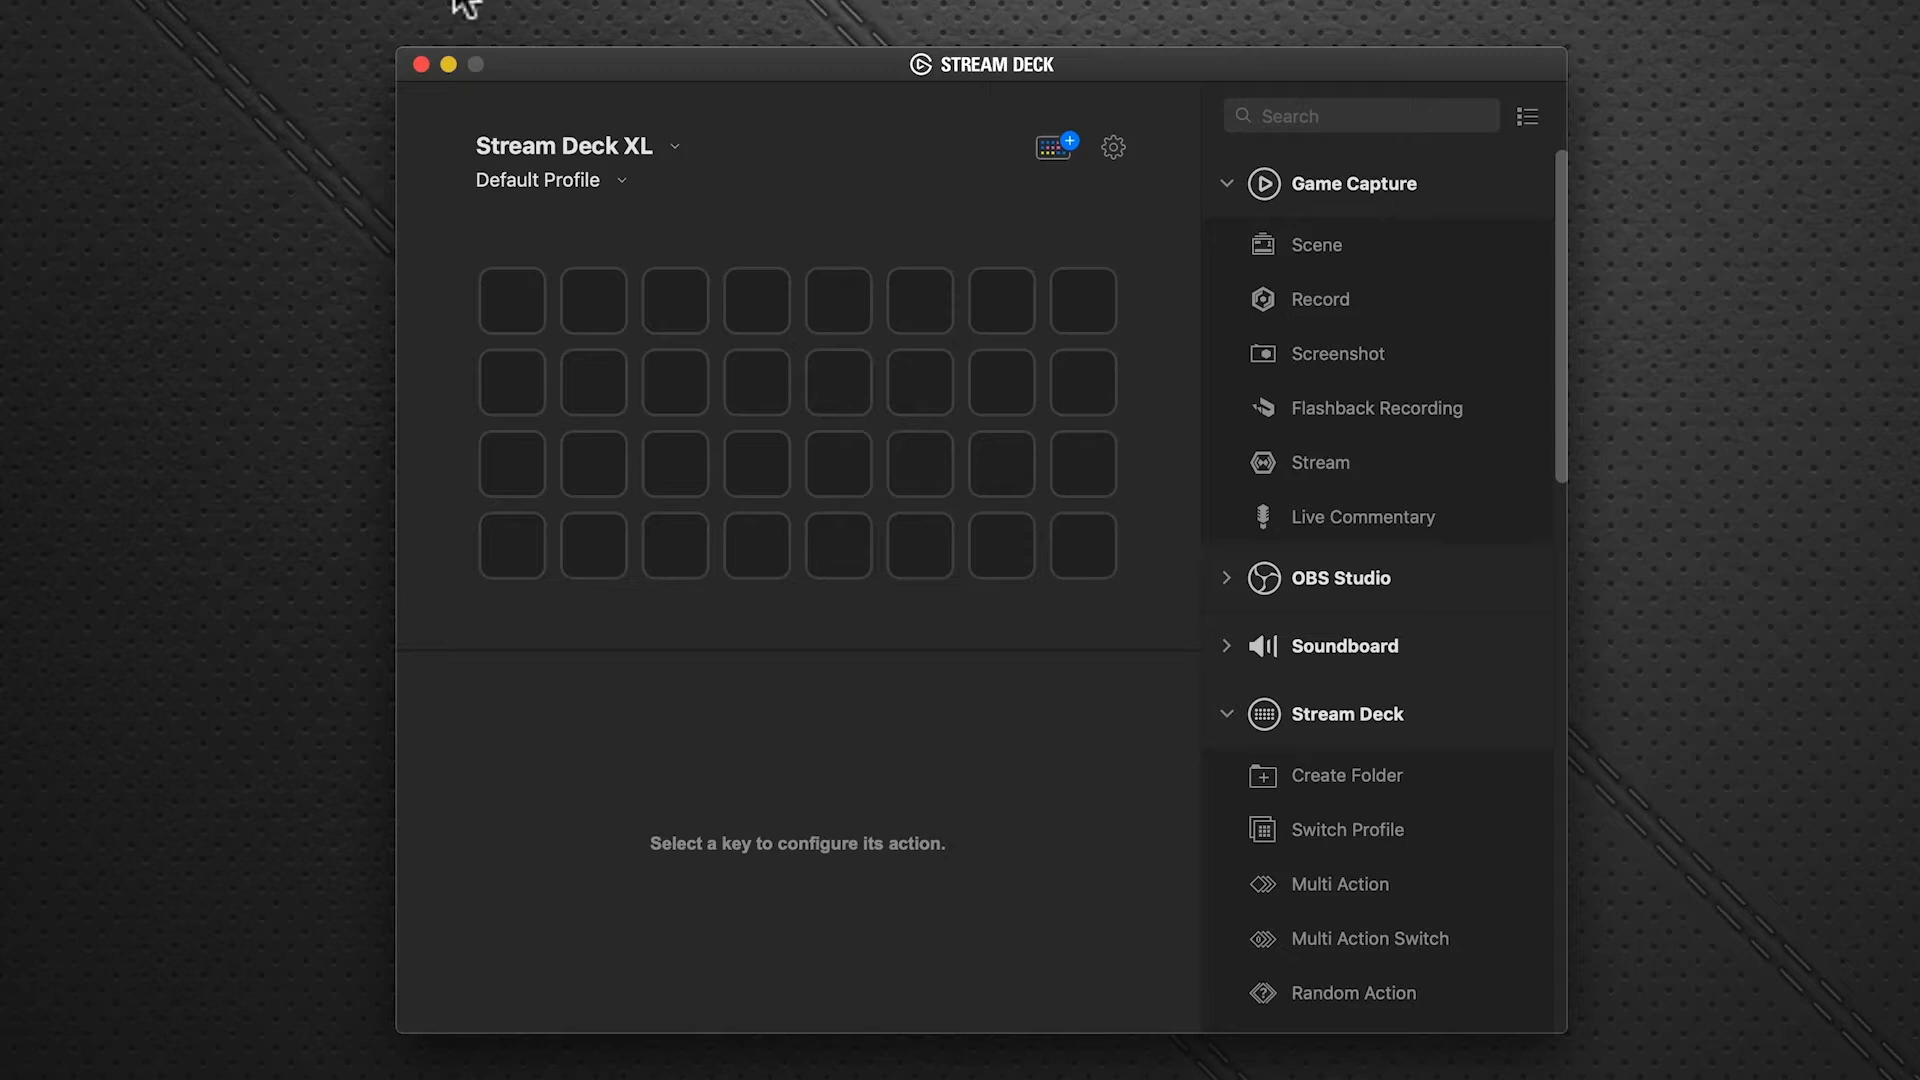 STREAM DECK
Stream Deck XL
Default Profile
Search
Game Capture
Scene
Record
Screenshot
Flashback Recording
Stream
Live Commentary
OBS Studio
Soundboard
Stream Deck
Create Folder
Switch Profile
Multi Action
Multi Action Switch
Random Action
Select a key to configure its action.